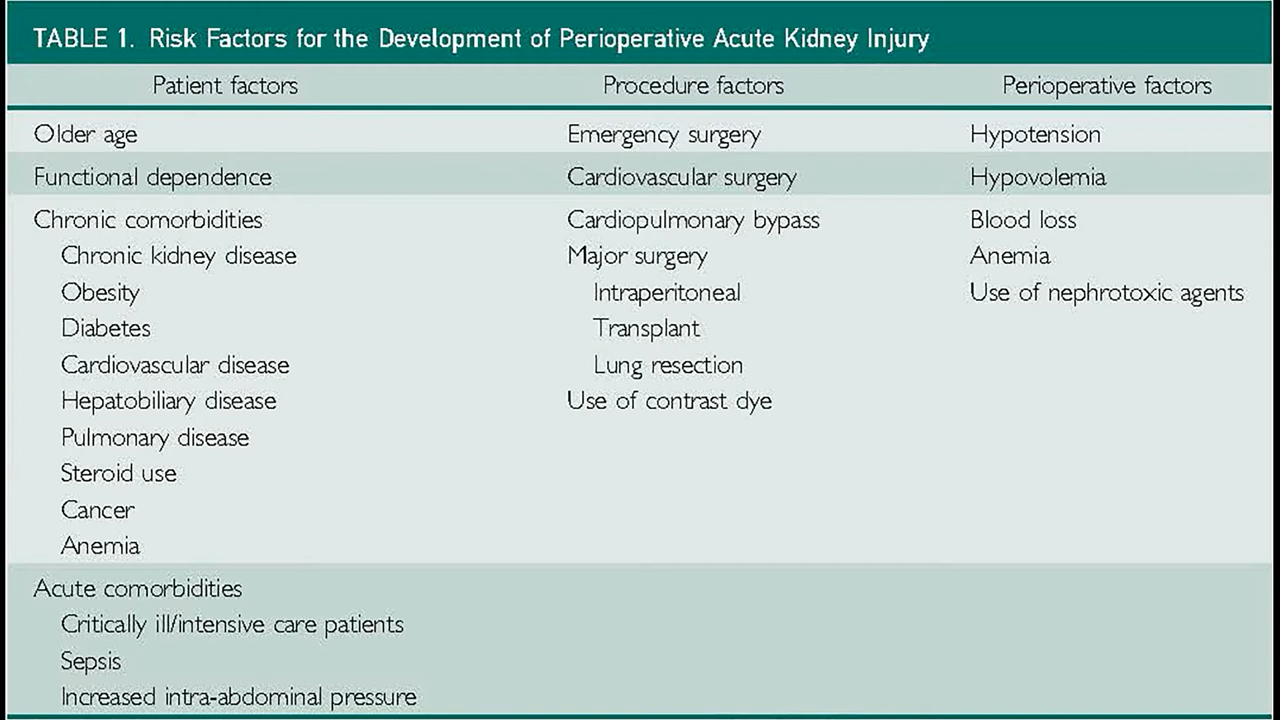 TABLE 1. Risk Factors for the Development of Perioperative Acute Kidney Injury
Patient factors Procedure factors Perioperative factors
Older age Emergency surgery Hypotension
Functional dependence Cardiovascular surgery Hypovolemia
Chronic comorbidities Cardiopulmonary bypass Blood loss
Chronic kidney disease Major surgery Anemia
Obesity Intraperitoneal Use of nephrotoxic agents
Diabetes Transplant
Cardiovascular disease Lung resection
Hepatobiliary disease Use of contrast dye
Pulmonary disease
Steroid use
Cancer
Anemia
Acute comorbidities
Critically ill/intensive care patients
Sepsis
Increased intra-abdominal pressure